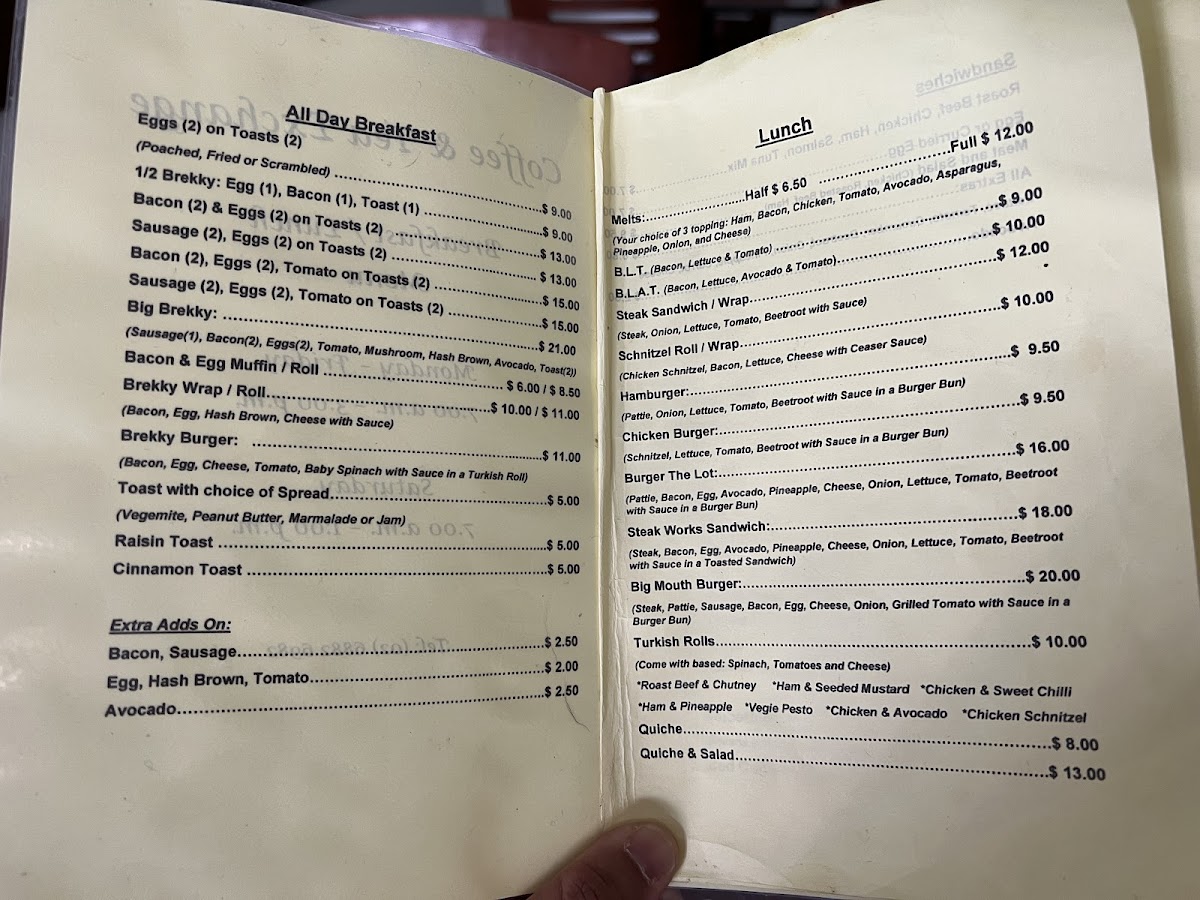 All Day Breakfast
Eggs (2) on Toasts (2)
(Poached, Fried or Scrambled) ........................................$ 9.00
1/2 Brekky: Egg (1), Bacon (1), Toast (1) ........................$ 9.00
Bacon (2) & Eggs (2) on Toasts (2) ................................$ 13.00
Sausage (2), Eggs (2) on Toasts (2) ............................... $ 13.00
Bacon (2), Eggs (2), Tomato on Toasts (2) ........................$ 15.00
Sausage (2), Eggs (2), Tomato on Toasts (2) .....................$ 15.00
Big Brekky: ...............................................................$ 21.00
(Sausage(1), Bacon(2), Eggs(2), Tomato, Mushroom, Hash Brown, Avocado, Toast(2))
Bacon & Egg Muffin / Roll ..................................... $ 6.00 / $ 8.50
Brekky Wrap / Roll................................................$ 10.00 / $ 11.00
(Bacon, Egg, Hash Brown, Cheese with Sauce)
Brekky Burger: .........................................................$ 11.00
(Bacon, Egg, Cheese, Tomato, Baby Spinach with Sauce in a Turkish Roll)
Toast with choice of Spread...........................................$ 5.00
(Vegemite, Peanut Butter, Marmalade or Jam)
Raisin Toast ...............................................................$ 5.00
Cinnamon Toast .........................................................$ 5.00
Extra Adds On:
Bacon, Sausage.........................................................$ 2.50
Egg, Hash Brown, Tomato............................................$ 2.00
Avocado.....................................................................$ 2.50
Lunch
Melts:........................Half $ 6.50 ..............................Full $ 12.00
(Your choice of 3 topping: Ham, Bacon, Chicken, Tomato, Avocado, Asparagus,
Pineapple, Onion, and Cheese)
B.L.T. (Bacon, Lettuce & Tomato) ..........................................$ 9.00
B.L.A.T. (Bacon, Lettuce, Avocado & Tomato)..............................$ 10.00
Steak Sandwich / Wrap..................................................$ 12.00
(Steak, Onion, Lettuce, Tomato, Beetroot with Sauce)
Schnitzel Roll / Wrap....................................................$ 10.00
(Chicken Schnitzel, Bacon, Lettuce, Cheese with Ceaser Sauce)
Hamburger:................................................................$ 9.50
(Pattie, Onion, Lettuce, Tomato, Beetroot with Sauce in a Burger Bun)
Chicken Burger:...........................................................$ 9.50
(Schnitzel, Lettuce, Tomato, Beetroot with Sauce in a Burger Bun)
Burger The Lot:...........................................................$ 16.00
(Pattie, Bacon, Egg, Avocado, Pineapple, Cheese, Onion, Lettuce, Tomato, Beetroot
with Sauce in a Burger Bun)
Steak Works Sandwich:..................................................$ 18.00
(Steak, Bacon, Egg, Avocado, Pineapple, Cheese, Onion, Lettuce, Tomato, Beetroot
with Sauce in a Toasted Sandwich)
Big Mouth Burger:........................................................$ 20.00
(Steak, Pattie, Sausage, Bacon, Egg, Cheese, Onion, Grilled Tomato with Sauce in a
Burger Bun)
Turkish Rolls...............................................................$ 10.00
(Come with based: Spinach, Tomatoes and Cheese)
*Roast Beef & Chutney *Ham & Seeded Mustard *Chicken & Sweet Chilli
*Ham & Pineapple *Vegie Pesto *Chicken & Avocado *Chicken Schnitzel
Quiche......................................................................$ 8.00
Quiche & Salad............................................................$ 13.00